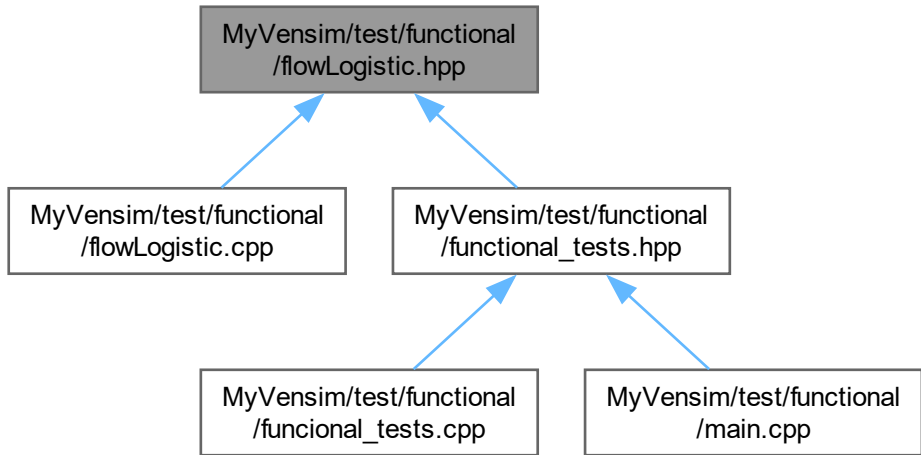 MyVensim/test/functional
/flowLogistic.hpp
MyVensim/test/functional
/flowLogistic.cpp
MyVensim/test/functional
/functional_tests.hpp
MyVensim/test/functional
/funcional_tests.cpp
MyVensim/test/functional
/main.cpp